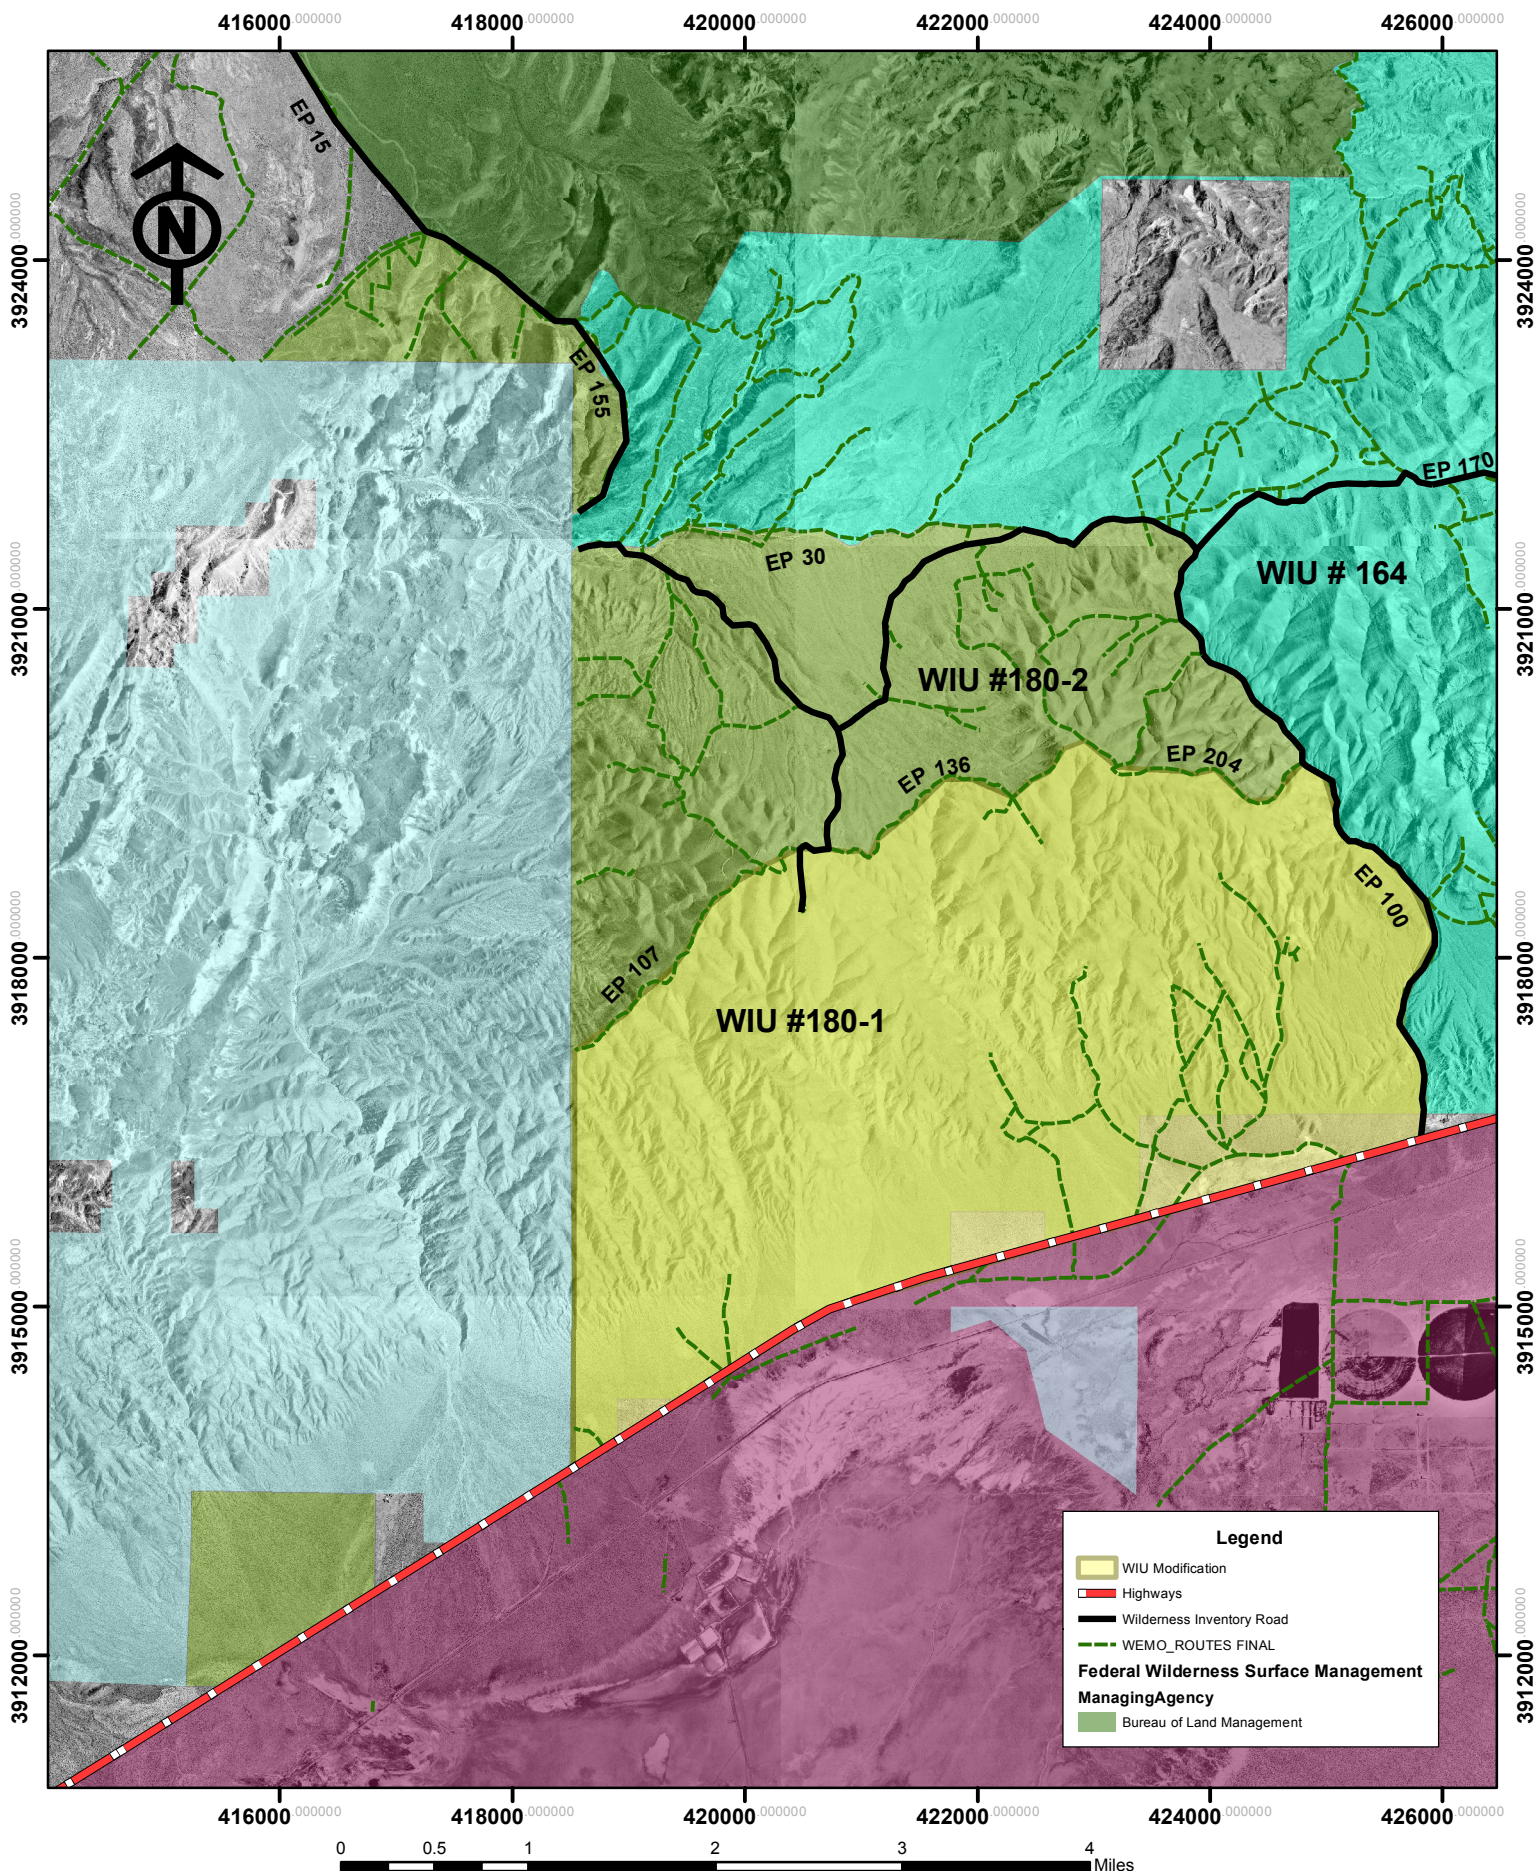 416000.000000 418000.000000 420000.000000 422000.000000 424000.000000 426000.000000
3924000.000000
3924000.000000
3921000.000000
3921000.000000
3918000.000000
3918000.000000
3915000.000000
3915000.000000
3912000.000000
3912000.000000
EP 15
N
EP 155
EP 170
EP 30
WIU # 164
WIU #180-2
EP 136
EP 204
EP 100
EP 107
WIU #180-1
Legend
WIU Modification
Highways
Wilderness Inventory Road
WEMO_ROUTES FINAL
Federal Wilderness Surface Management
ManagingAgency
Bureau of Land Management
416000.000000 418000.000000 420000.000000 422000.000000 424000.000000 426000.000000
0 0.5 1 2 3 4
Miles